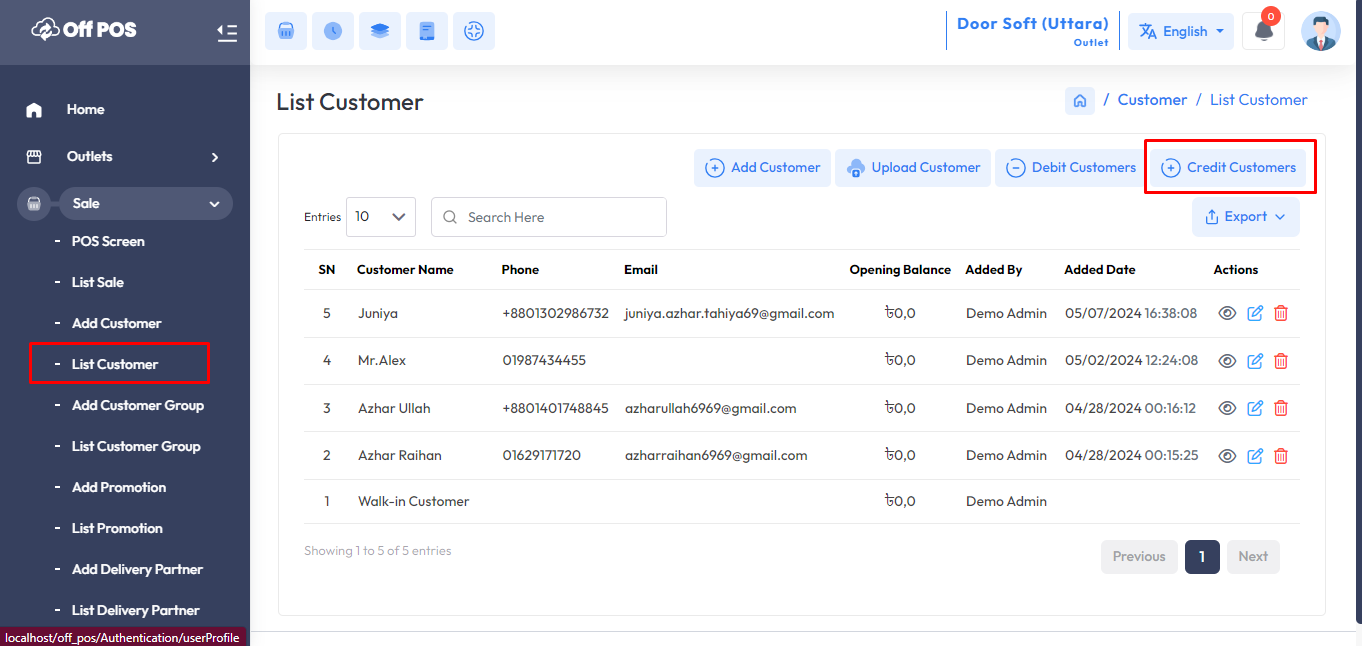 Off POS
Door Soft (Uttara)
Outlet
English
0
Home
Outlets
Sale
POS Screen
List Sale
Add Customer
List Customer
Add Customer Group
List Customer Group
Add Promotion
List Promotion
Add Delivery Partner
List Delivery Partner
localhost/off_pos/Authentication/userProfile
List Customer
/ Customer / List Customer
Add Customer Upload Customer Debit Customers Credit Customers
Entries 10 Search Here Export
SN Customer Name Phone Email Opening Balance Added By Added Date Actions
5 Juniya +8801302986732 juniya.azhar.tahiya69@gmail.com ৳0,0 Demo Admin 05/07/2024 16:38:08
4 Mr.Alex 01987434455 ৳0,0 Demo Admin 05/02/2024 12:24:08
3 Azhar Ullah +8801401748845 azharullah6969@gmail.com ৳0,0 Demo Admin 04/28/2024 00:16:12
2 Azhar Raihan 01629171720 azharraihan6969@gmail.com ৳0,0 Demo Admin 04/28/2024 00:15:25
1 Walk-in Customer ৳0,0 Demo Admin
Showing 1 to 5 of 5 entries
Previous 1 Next